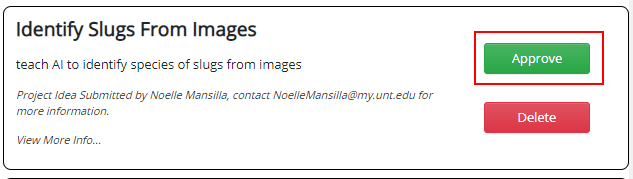 Identify Slugs From Images
teach AI to identify species of slugs from images
Project Idea Submitted by Noelle Mansilla, contact NoelleMansilla@my.unt.edu for
more information.
View More Info...
Approve
Delete